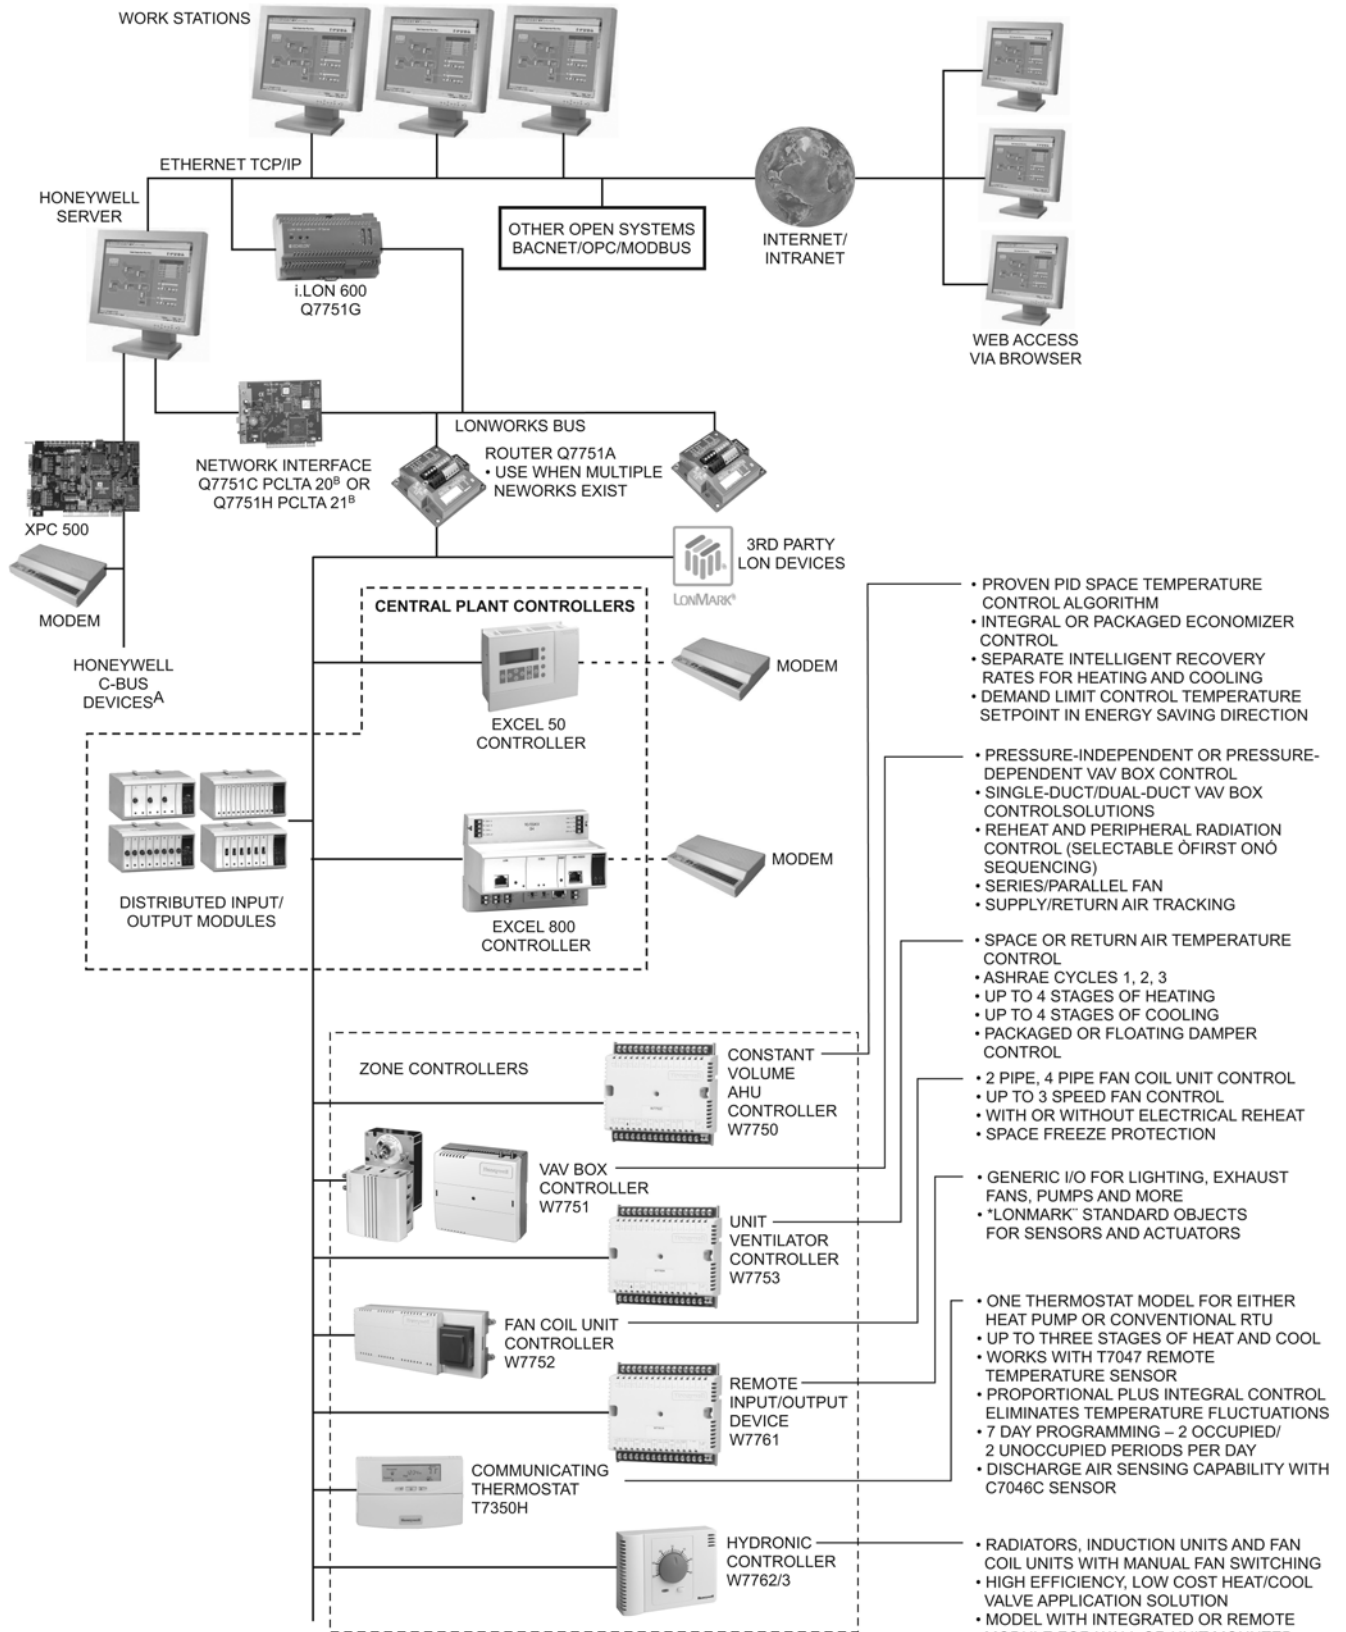 WORK STATIONS
ETHERNET TCP/IP
HONEYWELL
SERVER
i.LON 600
Q7751G
OTHER OPEN SYSTEMS
BACNET/OPC/MODBUS
INTERNET/
INTRANET
WEB ACCESS
VIA BROWSER
LONWORKS BUS
NETWORK INTERFACE
Q7751C PCLTA 20ᴮ OR
Q7751H PCLTA 21ᴮ
ROUTER Q7751A
• USE WHEN MULTIPLE
NEWORKS EXIST
XPC 500
MODEM
HONEYWELL
C-BUS
DEVICESᴬ
3RD PARTY
LON DEVICES
LONMARK®
CENTRAL PLANT CONTROLLERS
MODEM
EXCEL 50
CONTROLLER
DISTRIBUTED INPUT/
OUTPUT MODULES
MODEM
EXCEL 800
CONTROLLER
ZONE CONTROLLERS
CONSTANT
VOLUME
AHU
CONTROLLER
W7750
VAV BOX
CONTROLLER
W7751
UNIT
VENTILATOR
CONTROLLER
W7753
FAN COIL UNIT
CONTROLLER
W7752
REMOTE
INPUT/OUTPUT
DEVICE
W7761
COMMUNICATING
THERMOSTAT
T7350H
HYDRONIC
CONTROLLER
W7762/3
• PROVEN PID SPACE TEMPERATURE
CONTROL ALGORITHM
• INTEGRAL OR PACKAGED ECONOMIZER
CONTROL
• SEPARATE INTELLIGENT RECOVERY
RATES FOR HEATING AND COOLING
• DEMAND LIMIT CONTROL TEMPERATURE
SETPOINT IN ENERGY SAVING DIRECTION
• PRESSURE-INDEPENDENT OR PRESSURE-
DEPENDENT VAV BOX CONTROL
• SINGLE-DUCT/DUAL-DUCT VAV BOX
CONTROLSOLUTIONS
• REHEAT AND PERIPHERAL RADIATION
CONTROL (SELECTABLE ÒFIRST ONÓ
SEQUENCING)
• SERIES/PARALLEL FAN
• SUPPLY/RETURN AIR TRACKING
• SPACE OR RETURN AIR TEMPERATURE
CONTROL
• ASHRAE CYCLES 1, 2, 3
• UP TO 4 STAGES OF HEATING
• UP TO 4 STAGES OF COOLING
• PACKAGED OR FLOATING DAMPER
CONTROL
• 2 PIPE, 4 PIPE FAN COIL UNIT CONTROL
• UP TO 3 SPEED FAN CONTROL
• WITH OR WITHOUT ELECTRICAL REHEAT
• SPACE FREEZE PROTECTION
• GENERIC I/O FOR LIGHTING, EXHAUST
FANS, PUMPS AND MORE
• *LONMARK¨ STANDARD OBJECTS
FOR SENSORS AND ACTUATORS
• ONE THERMOSTAT MODEL FOR EITHER
HEAT PUMP OR CONVENTIONAL RTU
• UP TO THREE STAGES OF HEAT AND COOL
• WORKS WITH T7047 REMOTE
TEMPERATURE SENSOR
• PROPORTIONAL PLUS INTEGRAL CONTROL
ELIMINATES TEMPERATURE FLUCTUATIONS
• 7 DAY PROGRAMMING – 2 OCCUPIED/
2 UNOCCUPIED PERIODS PER DAY
• DISCHARGE AIR SENSING CAPABILITY WITH
C7046C SENSOR
• RADIATORS, INDUCTION UNITS AND FAN
COIL UNITS WITH MANUAL FAN SWITCHING
• HIGH EFFICIENCY, LOW COST HEAT/COOL
VALVE APPLICATION SOLUTION
• MODEL WITH INTEGRATED OR REMOTE